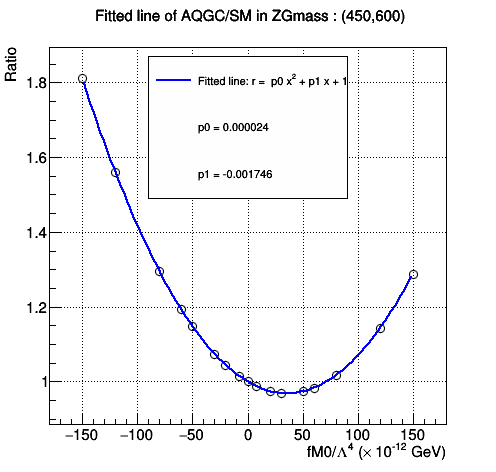 Fitted line of AQGC/SM in ZGmass : (450,600)
Ratio
Fitted line: r = p0 x² + p1 x + 1
p0 = 0.000024
p1 = -0.001746
1.8
1.6
1.4
1.2
1
−150 −100 −50 0 50 100 150
fM0/Λ⁴ (× 10⁻¹² GeV)